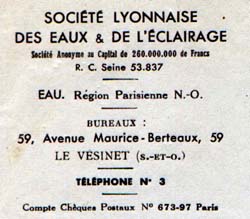 SOCIÉTÉ LYONNAISE
DES EAUX & DE L'ÉCLAIRAGE
Société Anonyme au Capital de 260.000.000 de Francs
R. C. Seine 53.837
EAU. Région Parisienne N.-O.
BUREAUX :
59, Avenue Maurice-Berteaux, 59
LE VÉSINET (S.-ET-O.)
TÉLÉPHONE N° 3
Compte Chèques Postaux N° 673-97 Paris